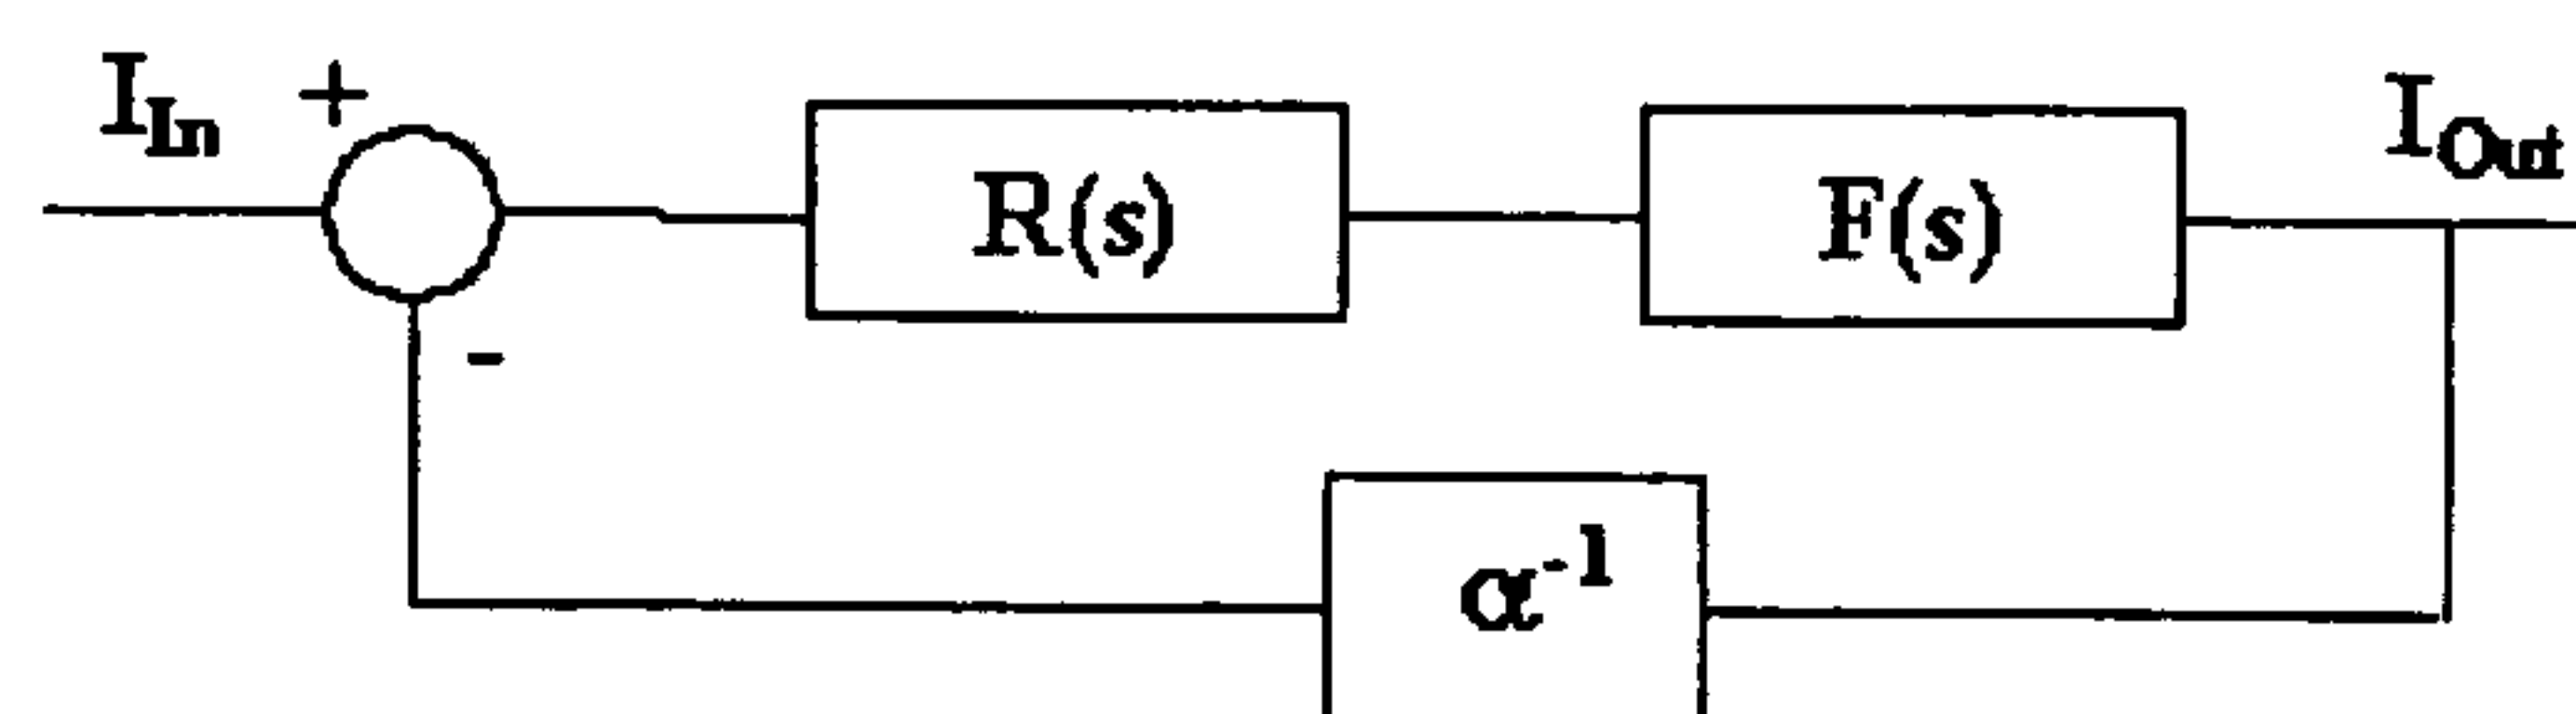 I_In +
R(s)
F(s)
I_Out
-
α^-1